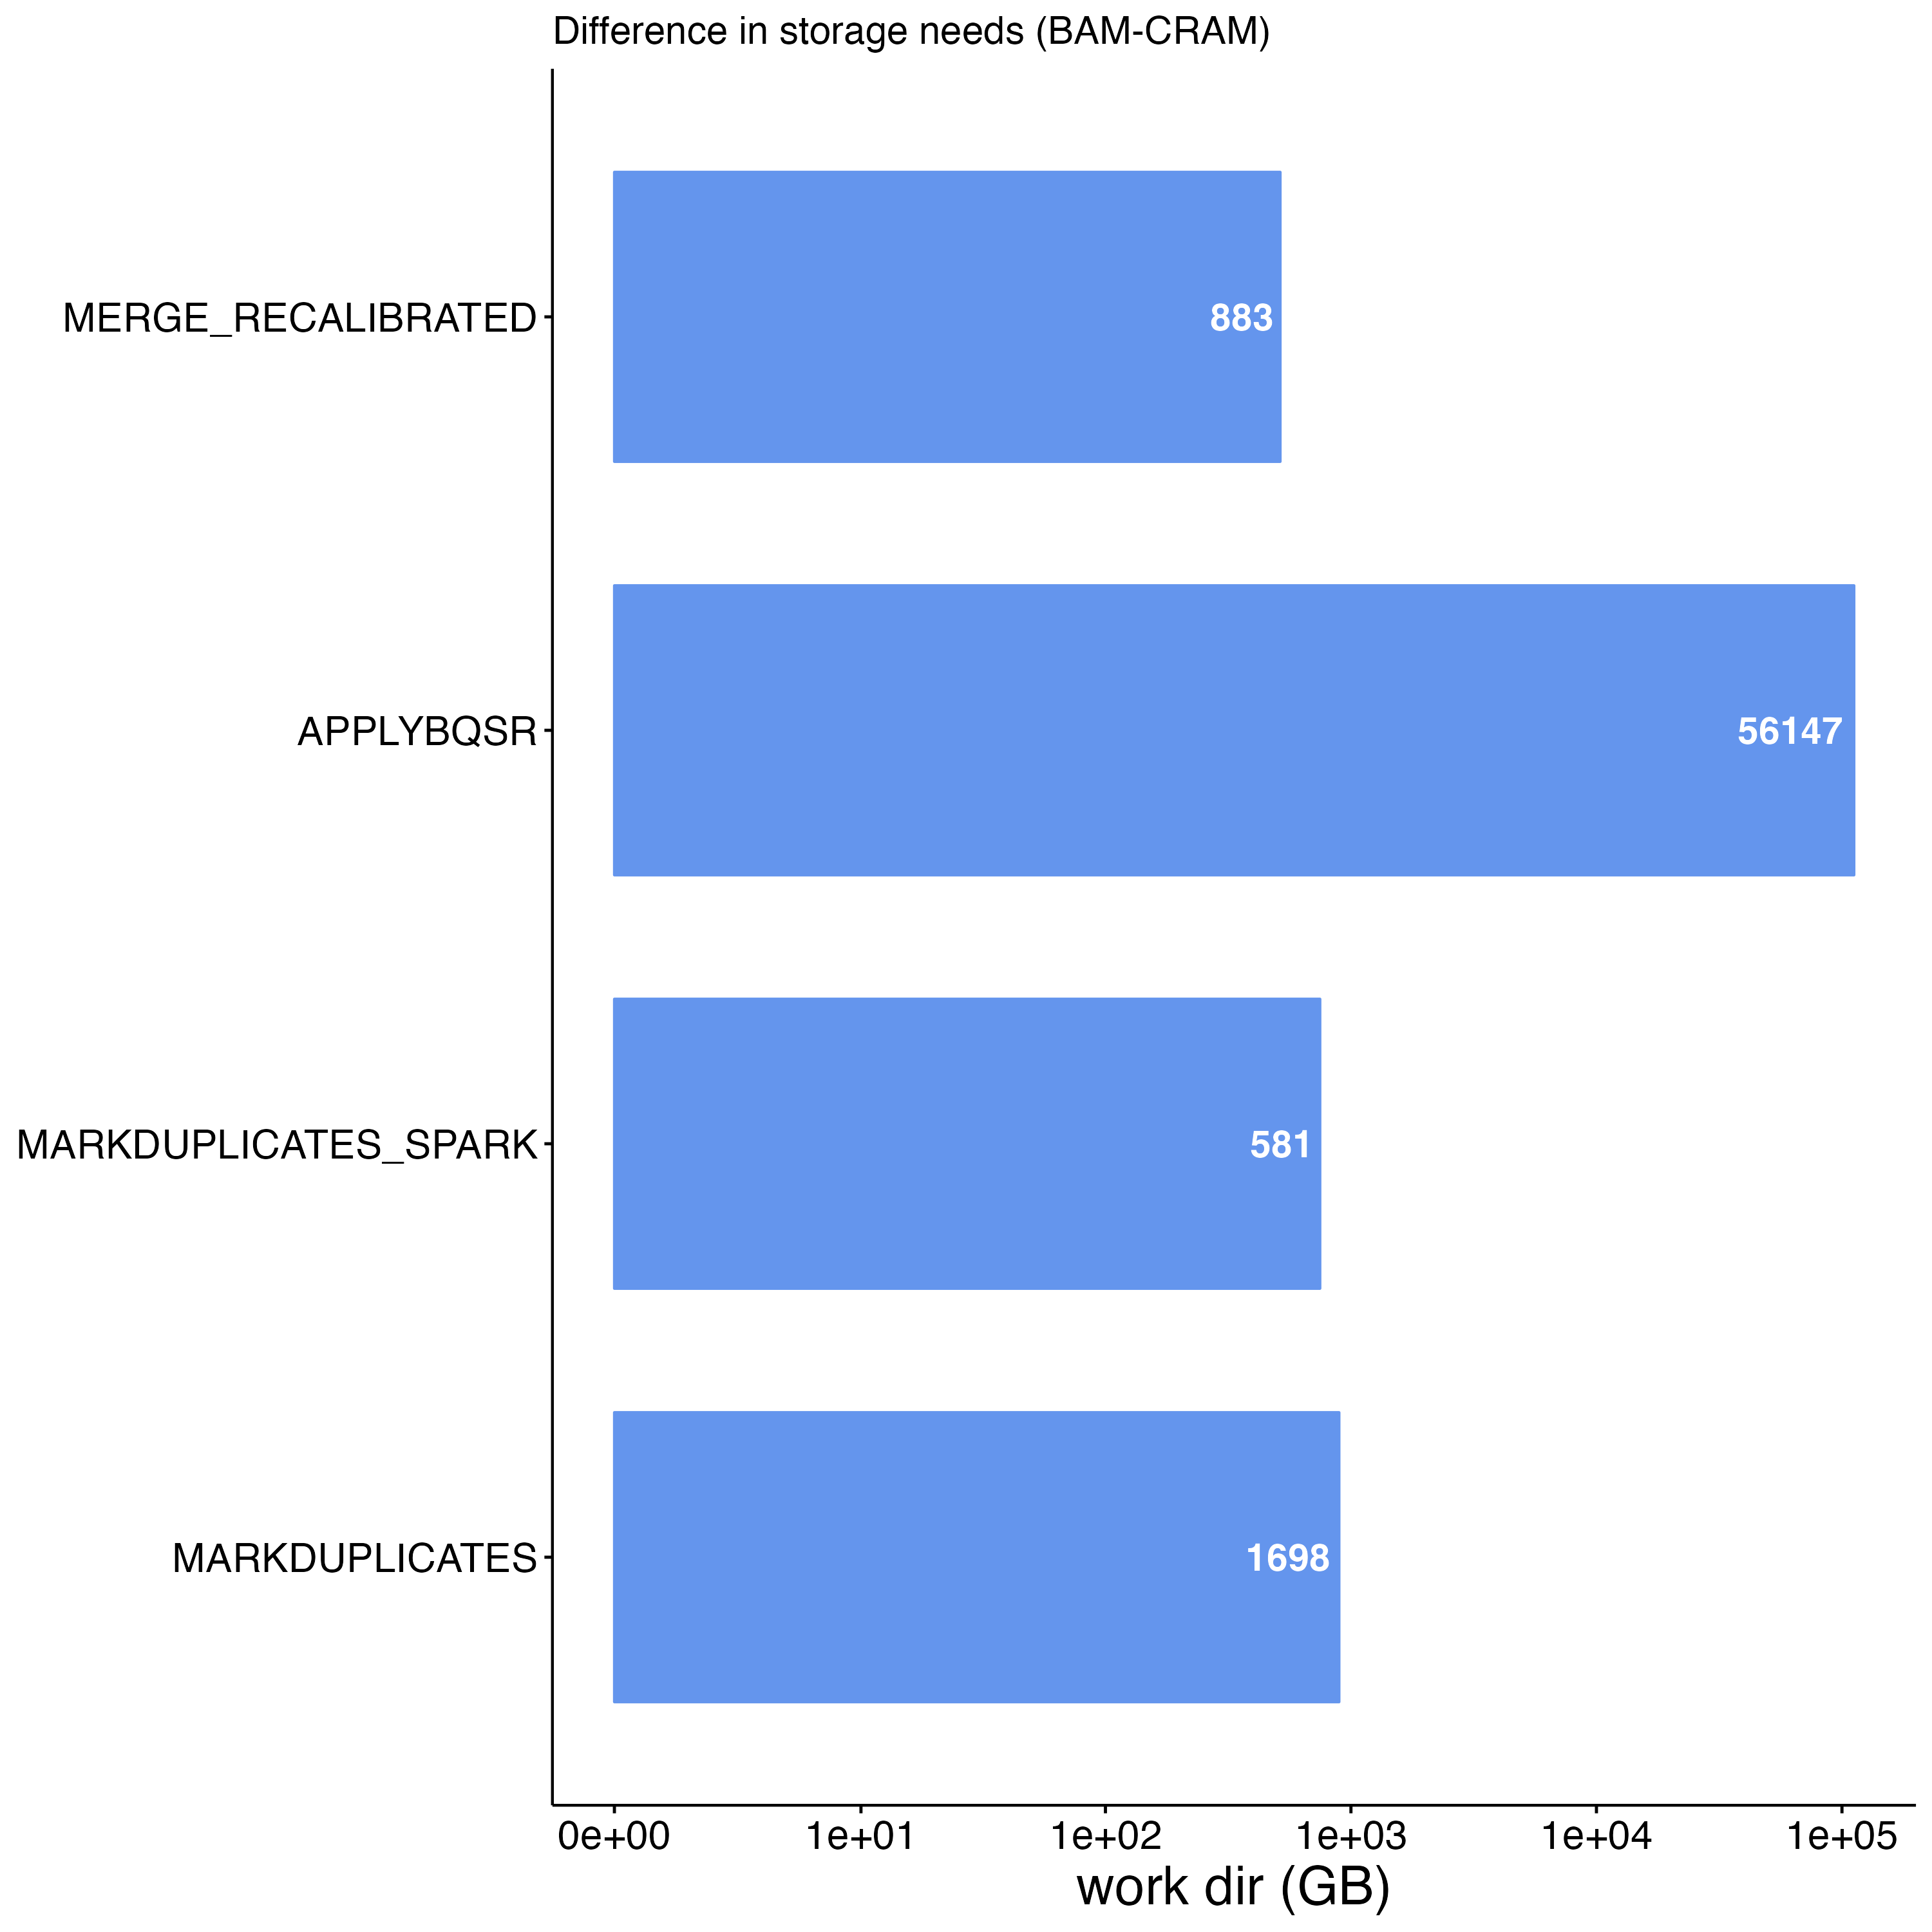 Difference in storage needs (BAM-CRAM)
MERGE_RECALIBRATED
883
APPLYBQSR
56147
MARKDUPLICATES_SPARK
581
MARKDUPLICATES
1698
0e+00 1e+01 1e+02 1e+03 1e+04 1e+05
work dir (GB)